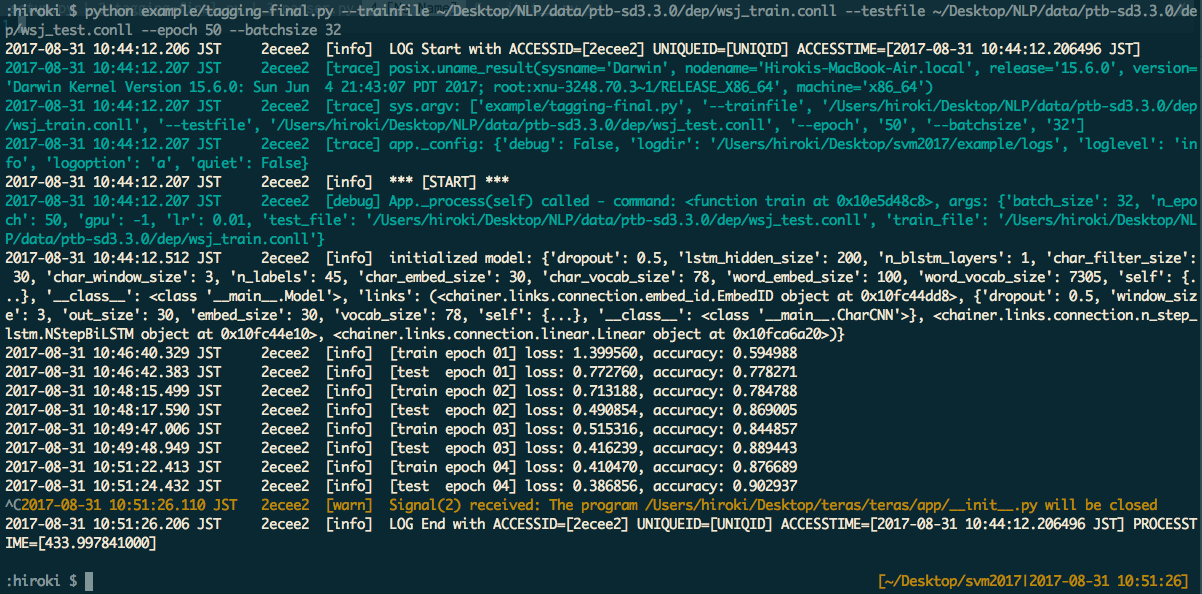 :hiroki $ python example/tagging-final.py --trainfile ~/Desktop/NLP/data/ptb-sd3.3.0/dep/wsj_train.conll --testfile ~/Desktop/NLP/data/ptb-sd3.3.0/de
p/wsj_test.conll --epoch 50 --batchsize 32
2017-08-31 10:44:12.206 JST     2ecee2  [info]  LOG Start with ACCESSID=[2ecee2] UNIQUEID=[UNIQID] ACCESSTIME=[2017-08-31 10:44:12.206496 JST]
2017-08-31 10:44:12.207 JST     2ecee2  [trace] posix.uname_result(sysname='Darwin', nodename='Hirokis-MacBook-Air.local', release='15.6.0', version=
'Darwin Kernel Version 15.6.0: Sun Jun  4 21:43:07 PDT 2017; root:xnu-3248.70.3~1/RELEASE_X86_64', machine='x86_64')
2017-08-31 10:44:12.207 JST     2ecee2  [trace] sys.argv: ['example/tagging-final.py', '--trainfile', '/Users/hiroki/Desktop/NLP/data/ptb-sd3.3.0/dep
/wsj_train.conll', '--testfile', '/Users/hiroki/Desktop/NLP/data/ptb-sd3.3.0/dep/wsj_test.conll', '--epoch', '50', '--batchsize', '32']
2017-08-31 10:44:12.207 JST     2ecee2  [trace] app._config: {'debug': False, 'logdir': '/Users/hiroki/Desktop/svm2017/example/logs', 'loglevel': 'in
fo', 'logoption': 'a', 'quiet': False}
2017-08-31 10:44:12.207 JST     2ecee2  [info]  *** [START] ***
2017-08-31 10:44:12.207 JST     2ecee2  [debug] App._process(self) called - command: <function train at 0x10e5d48c8>, args: {'batch_size': 32, 'n_epo
ch': 50, 'gpu': -1, 'lr': 0.01, 'test_file': '/Users/hiroki/Desktop/NLP/data/ptb-sd3.3.0/dep/wsj_test.conll', 'train_file': '/Users/hiroki/Desktop/NL
P/data/ptb-sd3.3.0/dep/wsj_train.conll'}
2017-08-31 10:44:12.512 JST     2ecee2  [info]  initialized model: {'dropout': 0.5, 'lstm_hidden_size': 200, 'n_blstm_layers': 1, 'char_filter_size':
 30, 'char_window_size': 3, 'n_labels': 45, 'char_embed_size': 30, 'char_vocab_size': 78, 'word_embed_size': 100, 'word_vocab_size': 7305, 'self': {.
..}, '__class__': <class '__main__.Model'>, 'links': (<chainer.links.connection.embed_id.EmbedID object at 0x10fc44dd8>, {'dropout': 0.5, 'window_siz
e': 3, 'out_size': 30, 'embed_size': 30, 'vocab_size': 78, 'self': {...}, '__class__': <class '__main__.CharCNN'>}, <chainer.links.connection.n_step_
lstm.NStepBiLSTM object at 0x10fc44e10>, <chainer.links.connection.linear.Linear object at 0x10fca6a20>)}
2017-08-31 10:46:40.329 JST     2ecee2  [info]  [train epoch 01] loss: 1.399560, accuracy: 0.594988
2017-08-31 10:46:42.383 JST     2ecee2  [info]  [test  epoch 01] loss: 0.772760, accuracy: 0.778271
2017-08-31 10:48:15.499 JST     2ecee2  [info]  [train epoch 02] loss: 0.713188, accuracy: 0.784788
2017-08-31 10:48:17.590 JST     2ecee2  [info]  [test  epoch 02] loss: 0.490854, accuracy: 0.869005
2017-08-31 10:49:47.006 JST     2ecee2  [info]  [train epoch 03] loss: 0.515316, accuracy: 0.844857
2017-08-31 10:49:48.949 JST     2ecee2  [info]  [test  epoch 03] loss: 0.416239, accuracy: 0.889443
2017-08-31 10:51:22.413 JST     2ecee2  [info]  [train epoch 04] loss: 0.410470, accuracy: 0.876689
2017-08-31 10:51:24.432 JST     2ecee2  [info]  [test  epoch 04] loss: 0.386856, accuracy: 0.902937
^C2017-08-31 10:51:26.110 JST   2ecee2  [warn]  Signal(2) received: The program /Users/hiroki/Desktop/teras/teras/app/__init__.py will be closed
2017-08-31 10:51:26.206 JST     2ecee2  [info]  LOG End with ACCESSID=[2ecee2] UNIQUEID=[UNIQID] ACCESSTIME=[2017-08-31 10:44:12.206496 JST] PROCESST
IME=[433.997841000]
:hiroki $ [~/Desktop/svm2017|2017-08-31 10:51:26]